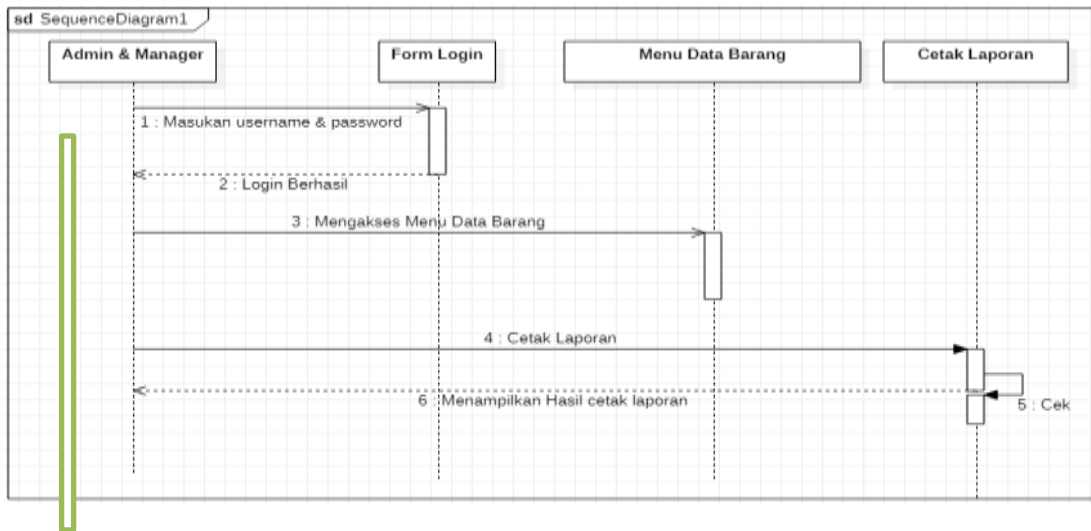 sd SequenceDiagram1
Admin & Manager
Form Login
Menu Data Barang
Cetak Laporan
1 : Masukan username & password
2 : Login Berhasil
3 : Mengakses Menu Data Barang
4 : Cetak Laporan
5 : Cek
6 : Menampilkan Hasil cetak laporan